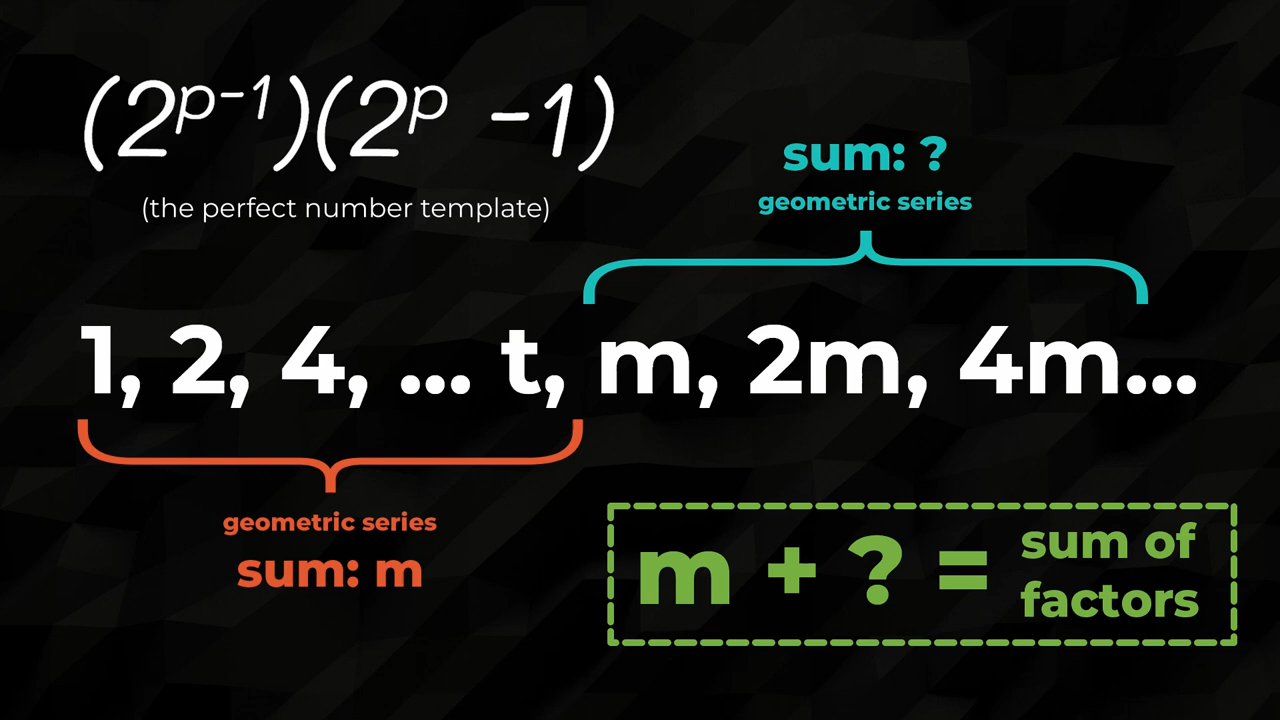 (2^{p-1})(2^p -1)
(the perfect number template)
sum: ?
geometric series
1, 2, 4, ... t, m, 2m, 4m...
geometric series
sum: m
m + ? = sum of
factors